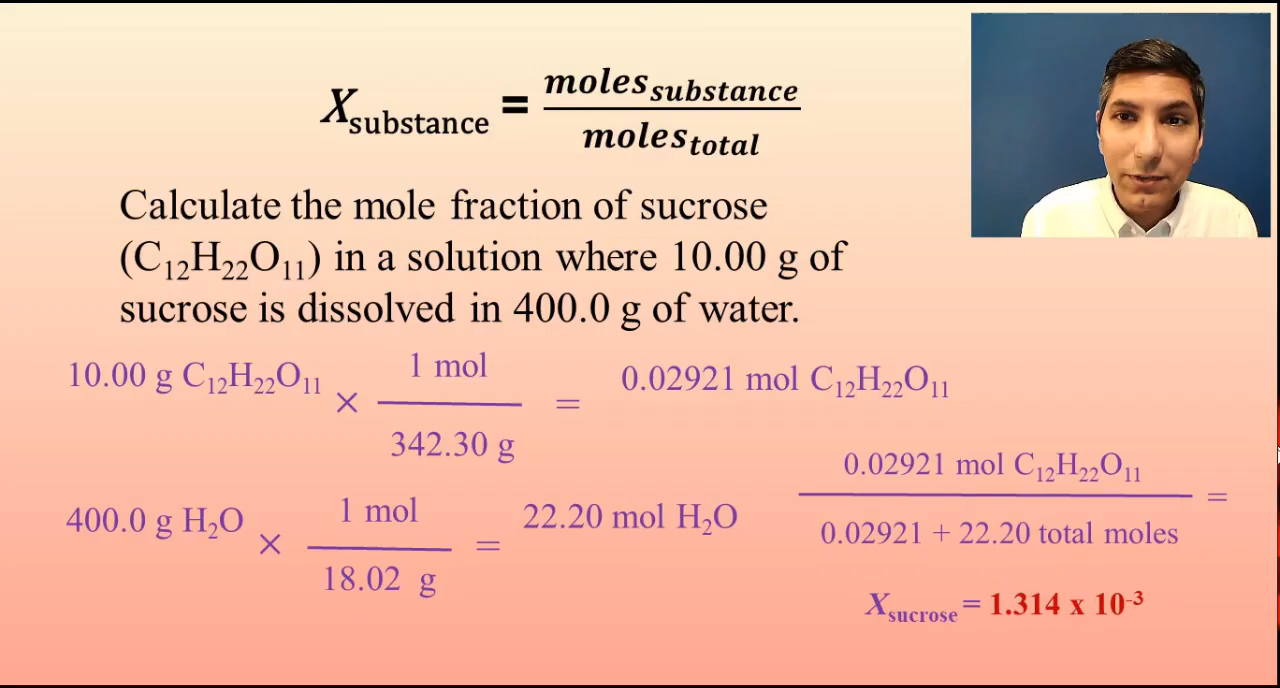 X_substance = moles_substance / moles_total
Calculate the mole fraction of sucrose
(C₁₂H₂₂O₁₁) in a solution where 10.00 g of
sucrose is dissolved in 400.0 g of water.
10.00 g C₁₂H₂₂O₁₁ × 1 mol / 342.30 g = 0.02921 mol C₁₂H₂₂O₁₁
400.0 g H₂O × 1 mol / 18.02 g = 22.20 mol H₂O
0.02921 mol C₁₂H₂₂O₁₁ / 0.02921 + 22.20 total moles =
X_sucrose = 1.314 x 10⁻³